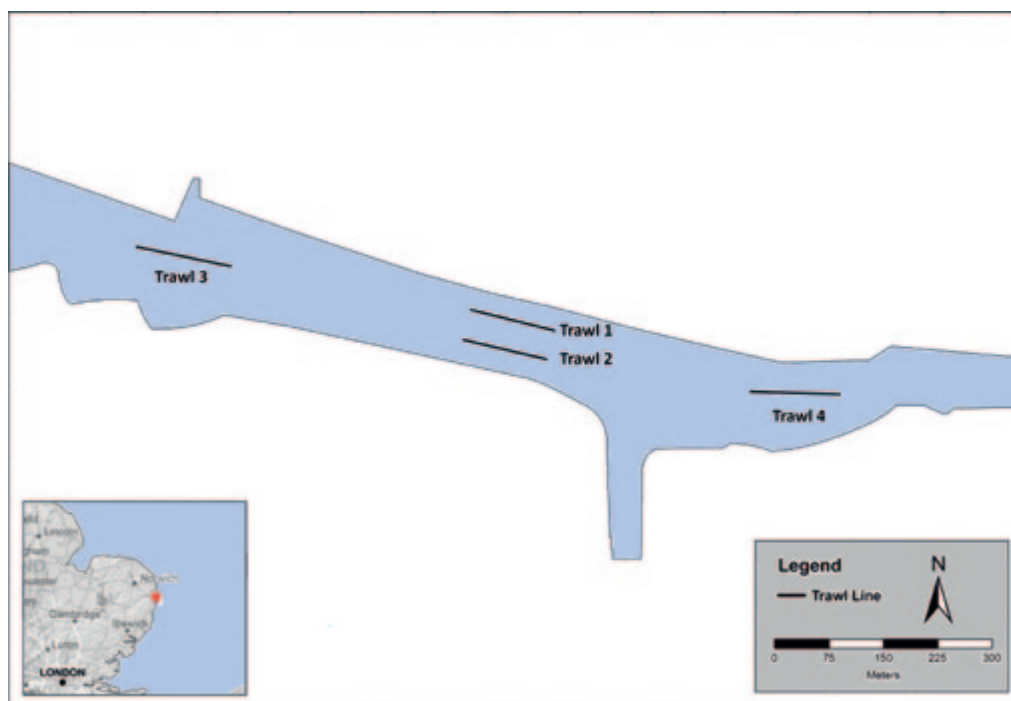 Trawl 3
Trawl 1
Trawl 2
Trawl 4
Lincoln
Norwich
Cambridge
Ipswich
Luton
LONDON
Legend
Trawl Line
N
0 75 150 225 300
Meters